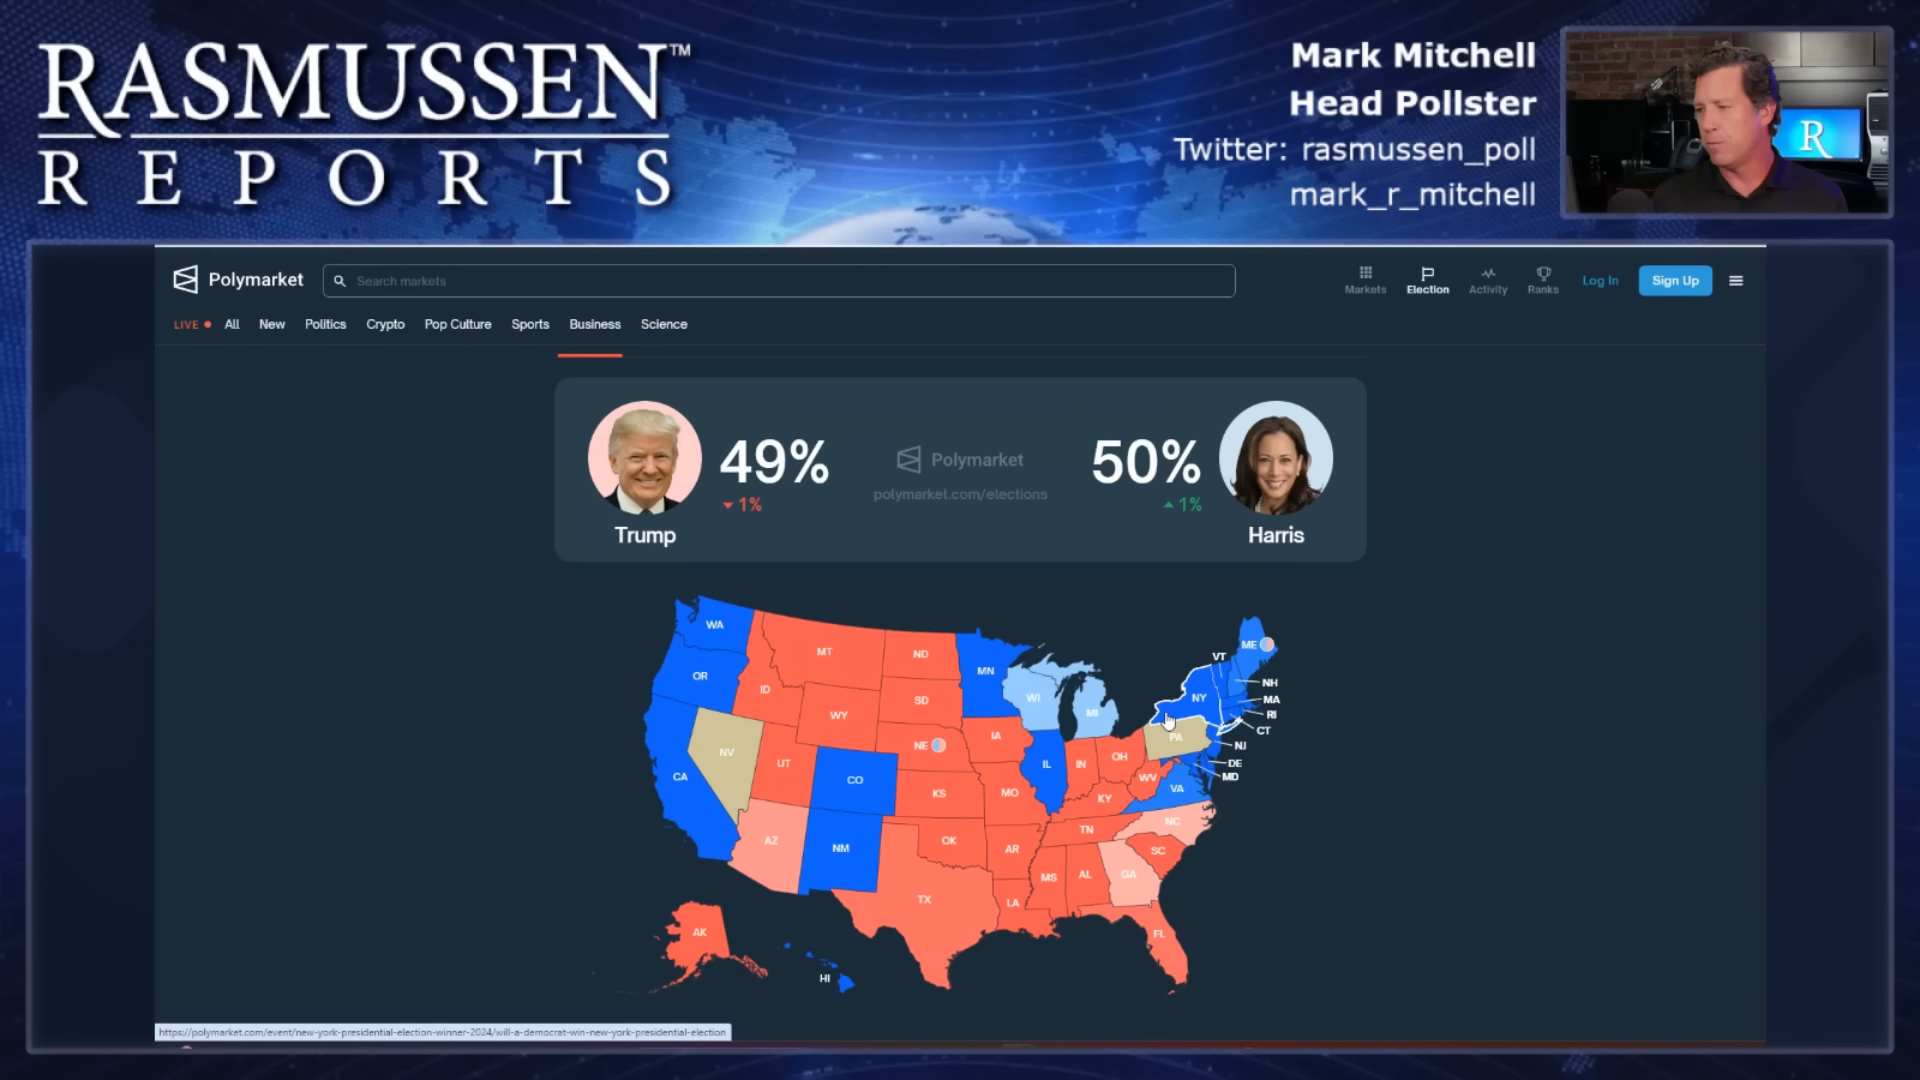 RASMUSSEN™
REPORTS
Mark Mitchell
Head Pollster
Twitter: rasmussen_poll
mark_r_mitchell
R
Polymarket
Search markets
Markets
Election
Activity
Ranks
Log In
Sign Up
LIVE
All
New
Politics
Crypto
Pop Culture
Sports
Business
Science
49%
1%
Trump
Polymarket
polymarket.com/elections
50%
1%
Harris
WA
OR
CA
NV
ID
MT
WY
UT
AZ
CO
NM
ND
SD
NE
KS
OK
TX
MN
IA
MO
AR
LA
WI
IL
MI
IN
OH
KY
TN
MS
AL
GA
FL
SC
NC
VA
WV
PA
NY
VT
ME
NH
MA
RI
CT
NJ
DE
MD
AK
HI
https://polymarket.com/event/new-york-presidential-election-winner-2024/will-a-democrat-win-new-york-presidential-election